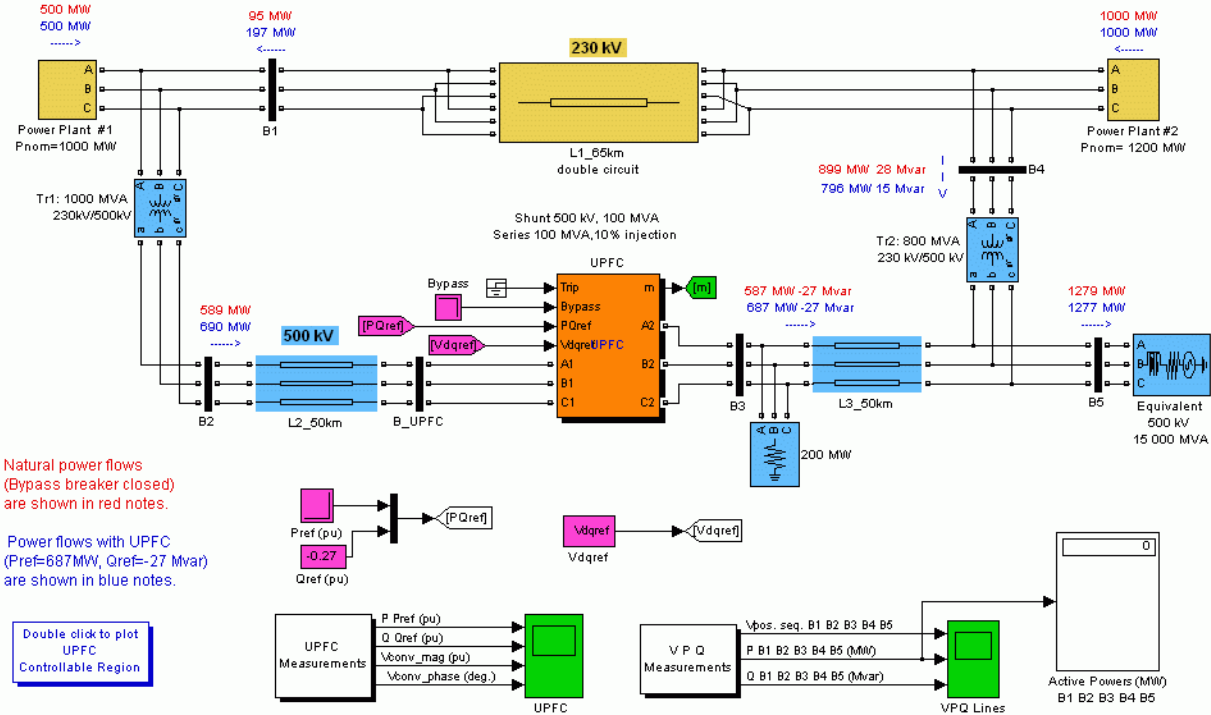 500 MW
500 MW
------>
95 MW
197 MW
<------
230 kV
1000 MW
1000 MW
<------
A
B
C
A
B
C
Power Plant #1
Pnom=1000 MW
B1
L1_65km
double circuit
Power Plant #2
Pnom= 1200 MW
899 MW 28 Mvar
796 MW 15 Mvar
B4
A B C
Tr1: 1000 MVA
230kV/500kV
a b c
Shunt 500 kV, 100 MVA
Series 100 MVA,10% injection
A B C
Tr2: 800 MVA
230 kV/500 kV
a b c
UPFC
Bypass
Trip
Bypass
PQref
Vdqref
UPFC
A1
B1
C1
m
A2
B2
C2
[m]
[PQref]
[Vdqref]
589 MW
690 MW
------>
500 kV
587 MW -27 Mvar
687 MW -27 Mvar
------>
1279 MW
1277 MW
------>
A
B
C
B2
L2_50km
B_UPFC
B3
L3_50km
B5
Equivalent
500 kV
15 000 MVA
A B C
200 MW
Natural power flows
(Bypass breaker closed)
are shown in red notes.
Power flows with UPFC
(Pref=687MW, Qref=-27 Mvar)
are shown in blue notes.
Pref (pu)
-0.27
Qref (pu)
[PQref]
Vdqref
Vdqref
[Vdqref]
0
Double click to plot
UPFC
Controllable Region
UPFC
Measurements
P Pref (pu)
Q Qref (pu)
Vconv_mag (pu)
Vconv_phase (deg.)
UPFC
V P Q
Measurements
Vpos. seq. B1 B2 B3 B4 B5
P B1 B2 B3 B4 B5 (MW)
Q B1 B2 B3 B4 B5 (Mvar)
VPQ Lines
Active Powers (MW)
B1 B2 B3 B4 B5